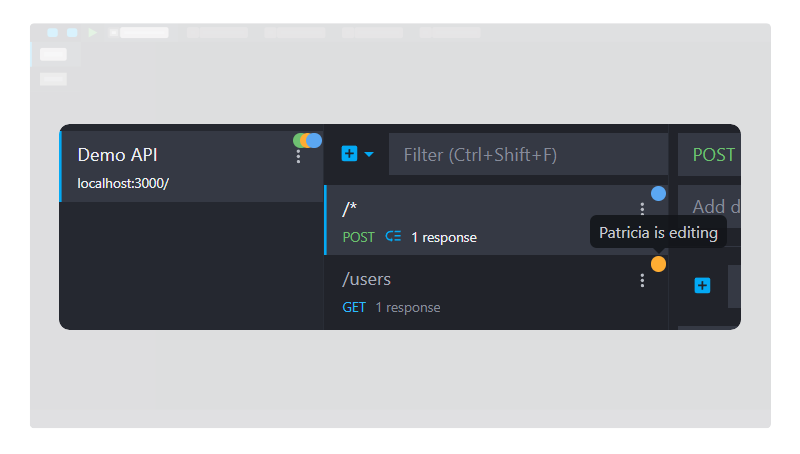 Demo API
localhost:3000/
Filter (Ctrl+Shift+F)
/*
POST 1 response
/users
GET 1 response
Patricia is editing
POST
Add d